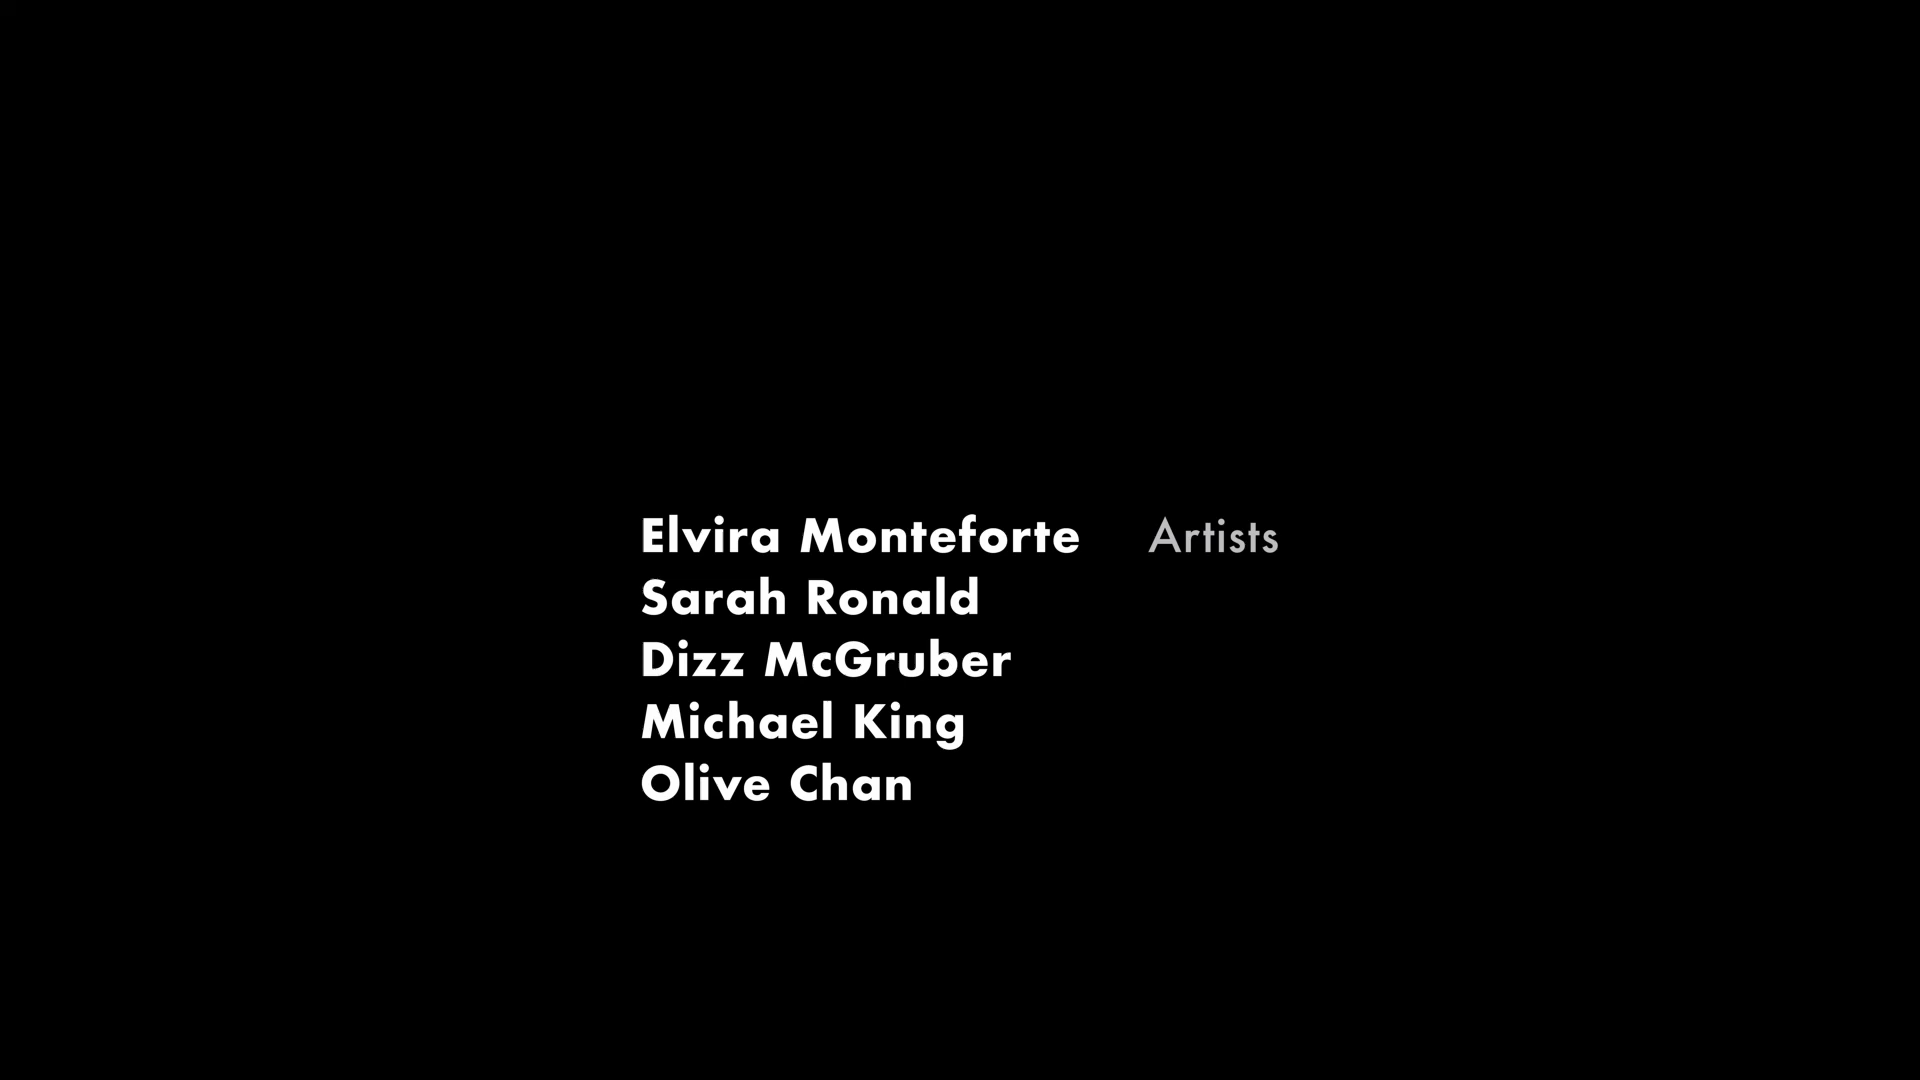 Elvira Monteforte Artists
Sarah Ronald
Dizz McGruber
Michael King
Olive Chan